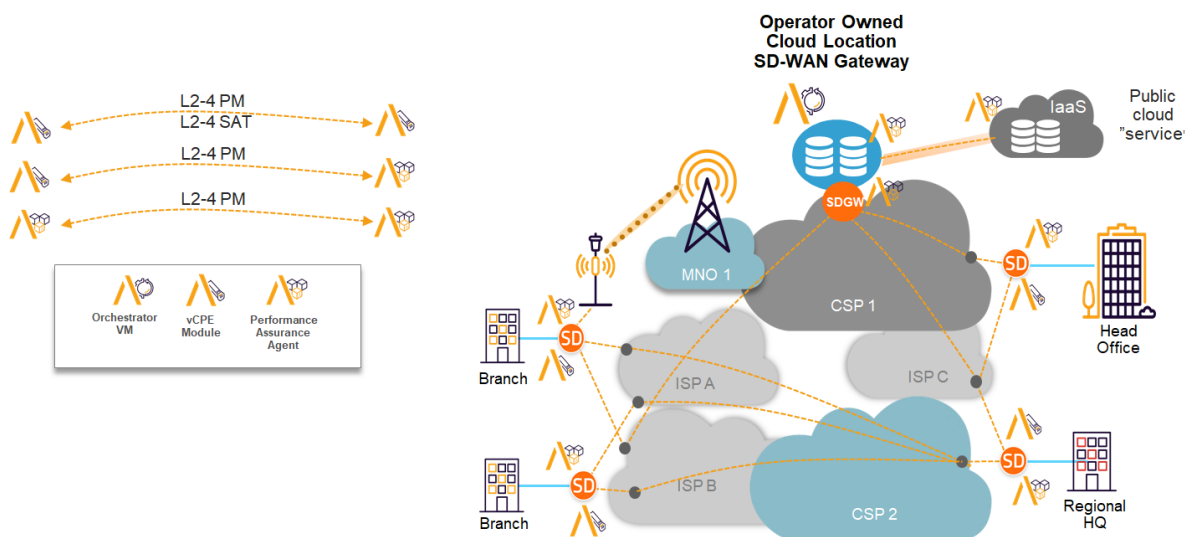 L2-4 PM
L2-4 SAT
L2-4 PM
L2-4 PM
Orchestrator
VM
vCPE
Module
Performance
Assurance
Agent
Operator Owned
Cloud Location
SD-WAN Gateway
IaaS
Public
cloud
"service"
SDGW
MNO 1
CSP 1
SD
Head
Office
SD
Branch
ISP A
ISP C
SD
Branch
ISP B
CSP 2
SD
Regional
HQ